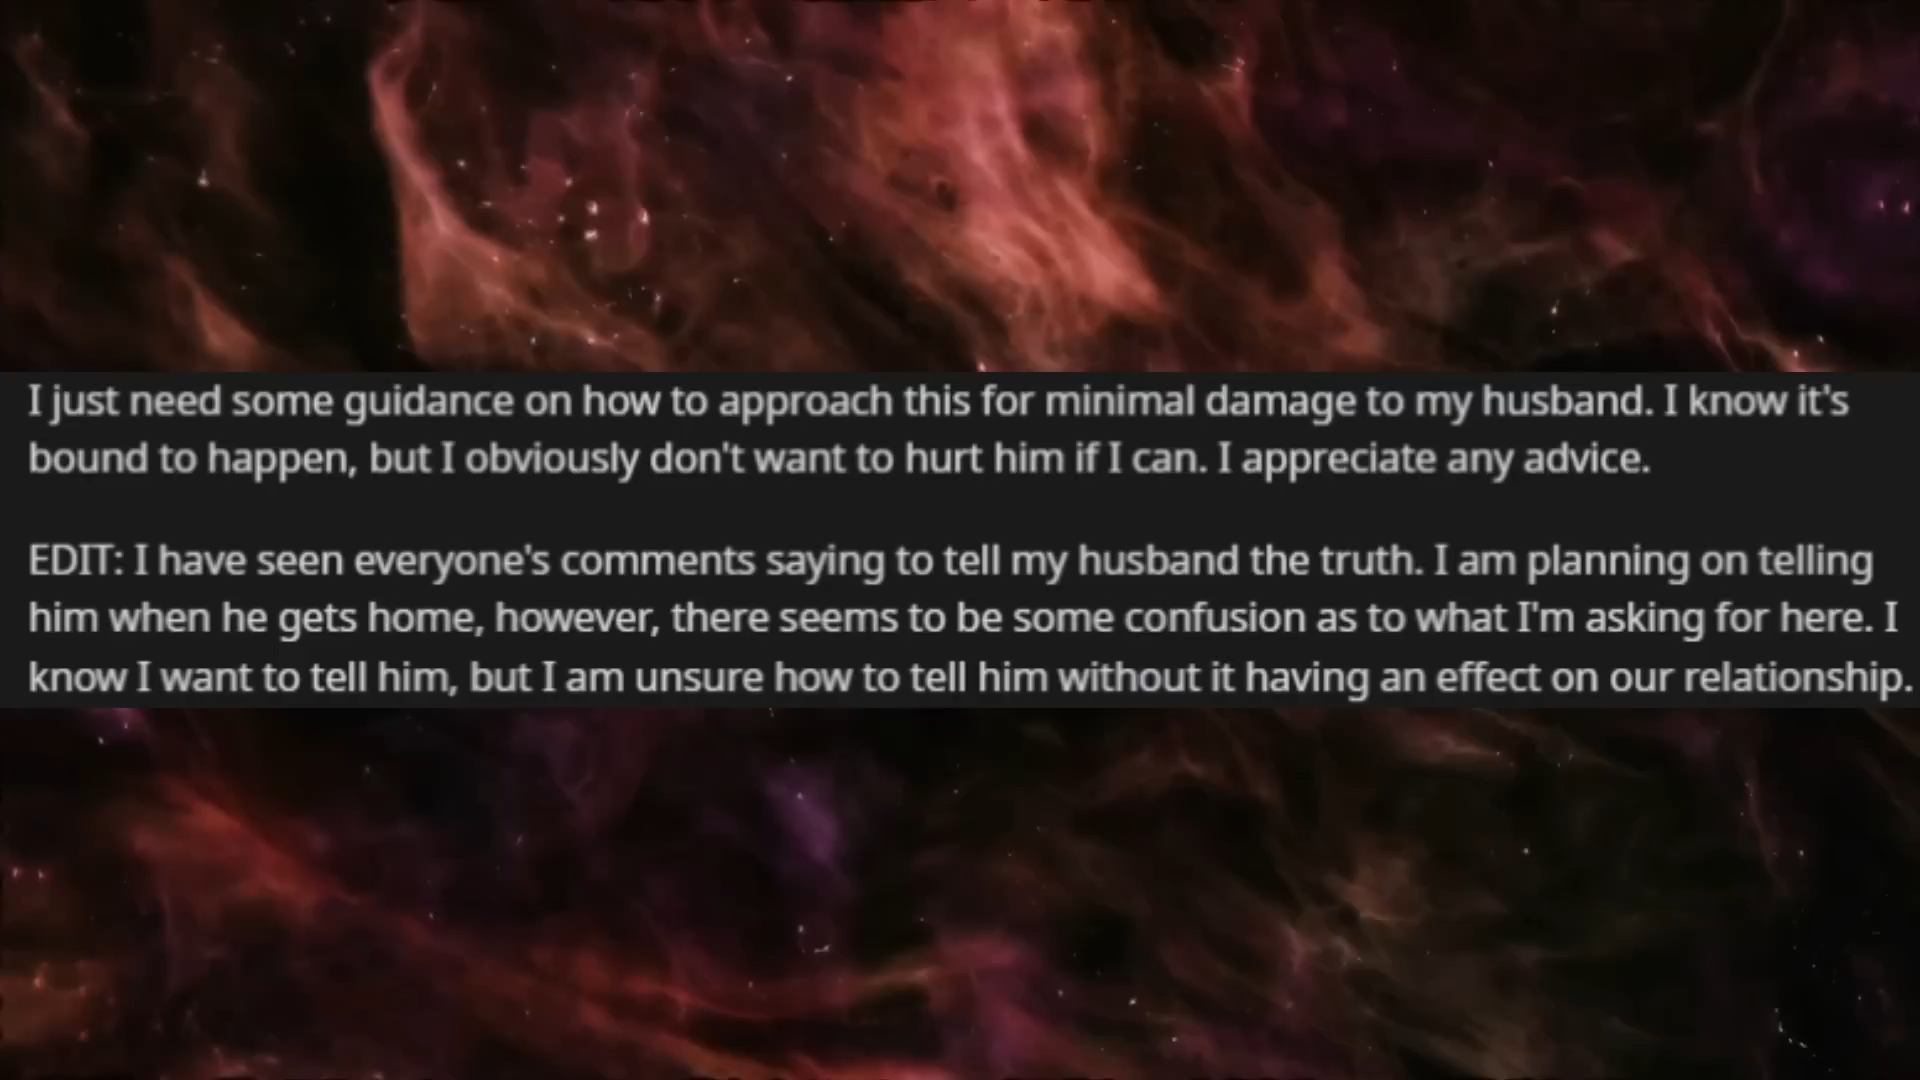 I just need some guidance on how to approach this for minimal damage to my husband. I know it's
bound to happen, but I obviously don't want to hurt him if I can. I appreciate any advice.
EDIT: I have seen everyone's comments saying to tell my husband the truth. I am planning on telling
him when he gets home, however, there seems to be some confusion as to what I'm asking for here. I
know I want to tell him, but I am unsure how to tell him without it having an effect on our relationship.